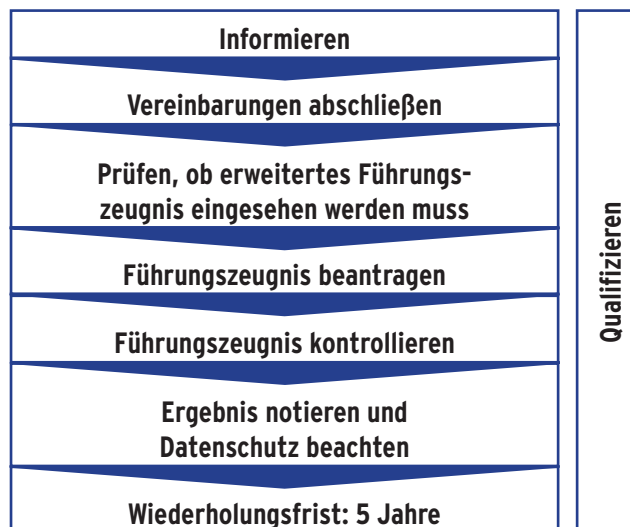 Informieren
Vereinbarungen abschließen
Prüfen, ob erweitertes Führungs-
zeugnis eingesehen werden muss
Führungszeugnis beantragen
Führungszeugnis kontrollieren
Ergebnis notieren und
Datenschutz beachten
Wiederholungsfrist: 5 Jahre
Qualifizieren